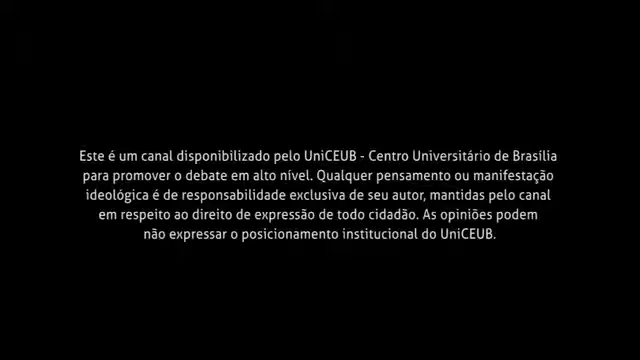 Este é um canal disponibilizado pelo UniCEUB - Centro Universitário de Brasília
para promover o debate em alto nível. Qualquer pensamento ou manifestação
ideológica é de responsabilidade exclusiva de seu autor, mantidas pelo canal
em respeito ao direito de expressão de todo cidadão. As opiniões podem
não expressar o posicionamento institucional do UniCEUB.